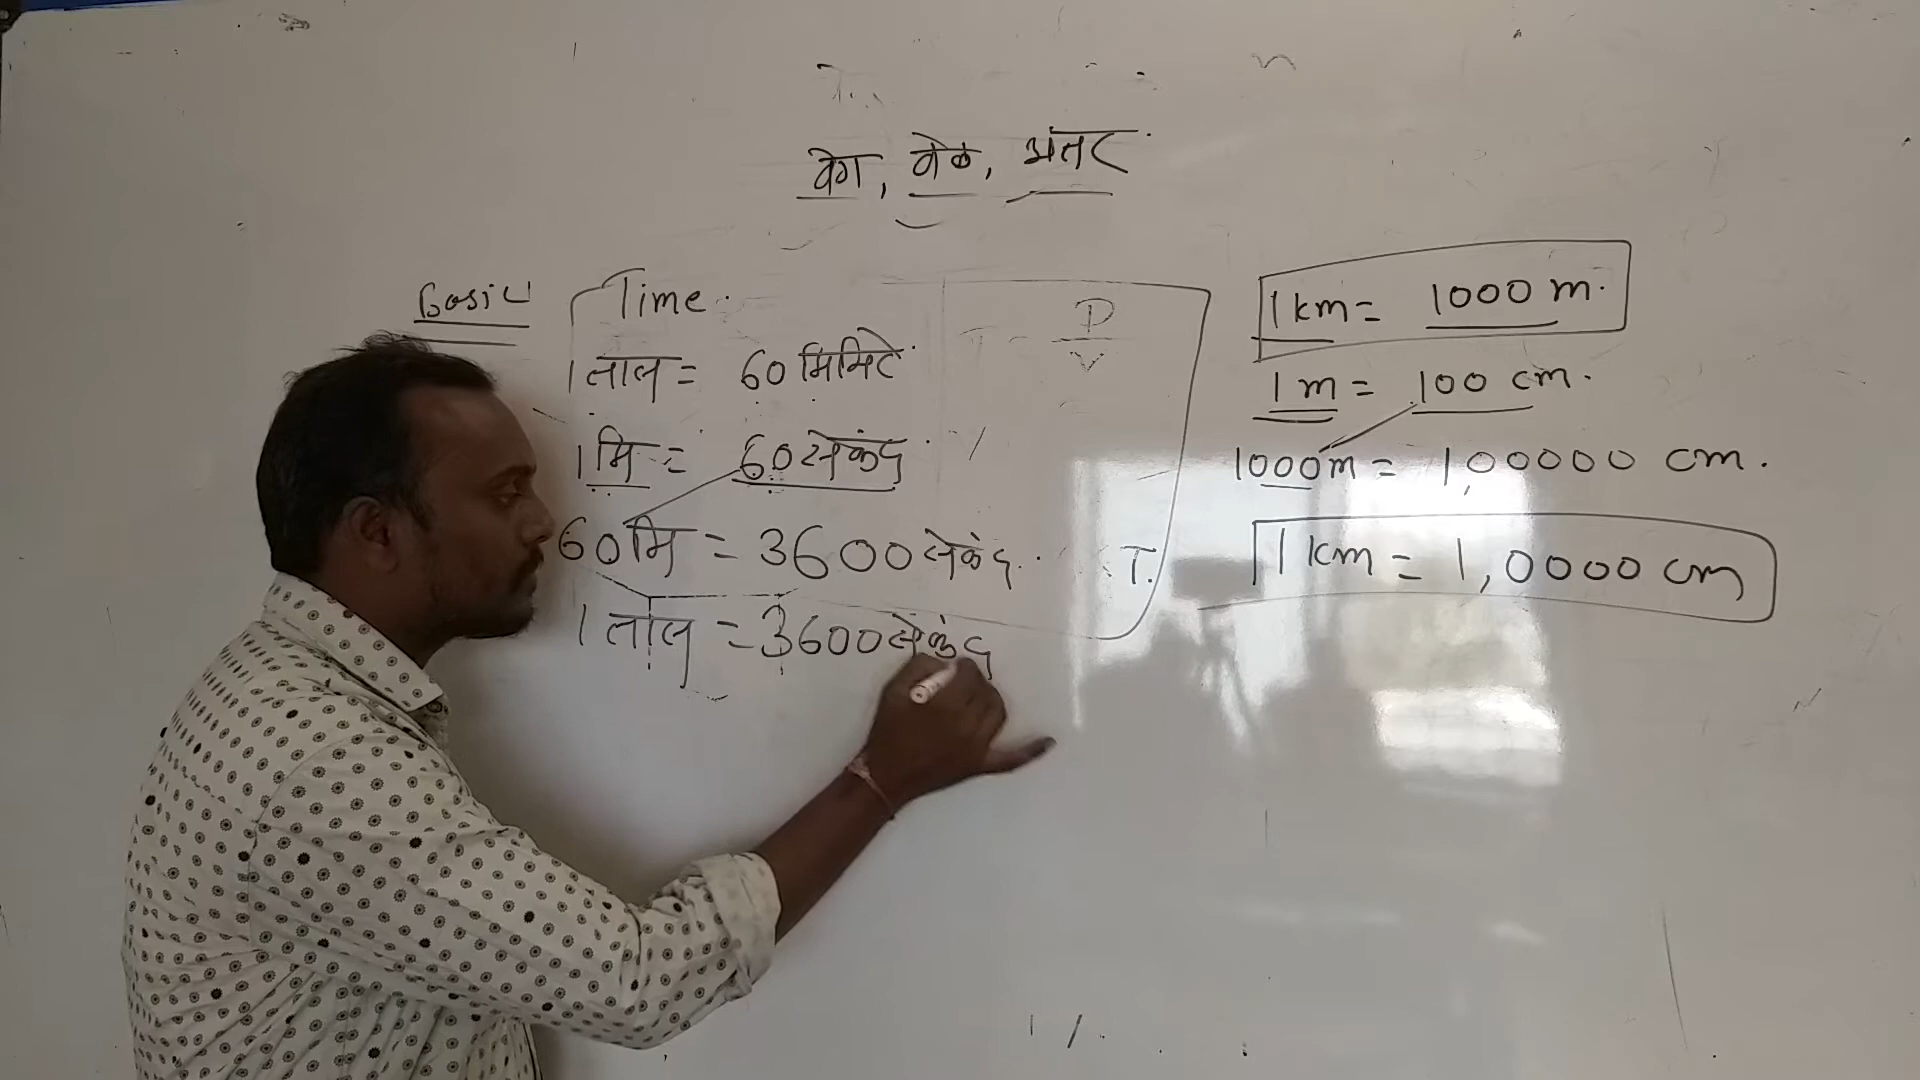 वेग, वेळ, अंतर
Basic
Time.
1 तास = 60 मिनिटे
1 मि = 60 सेकंद
60 मि = 3600 सेकंद.
1 तास = 3600 सेकंद
D
V
T.
1 km = 1000 m.
1 m = 100 cm.
1000m = 1,00000 cm.
1 km = 1,0000 cm